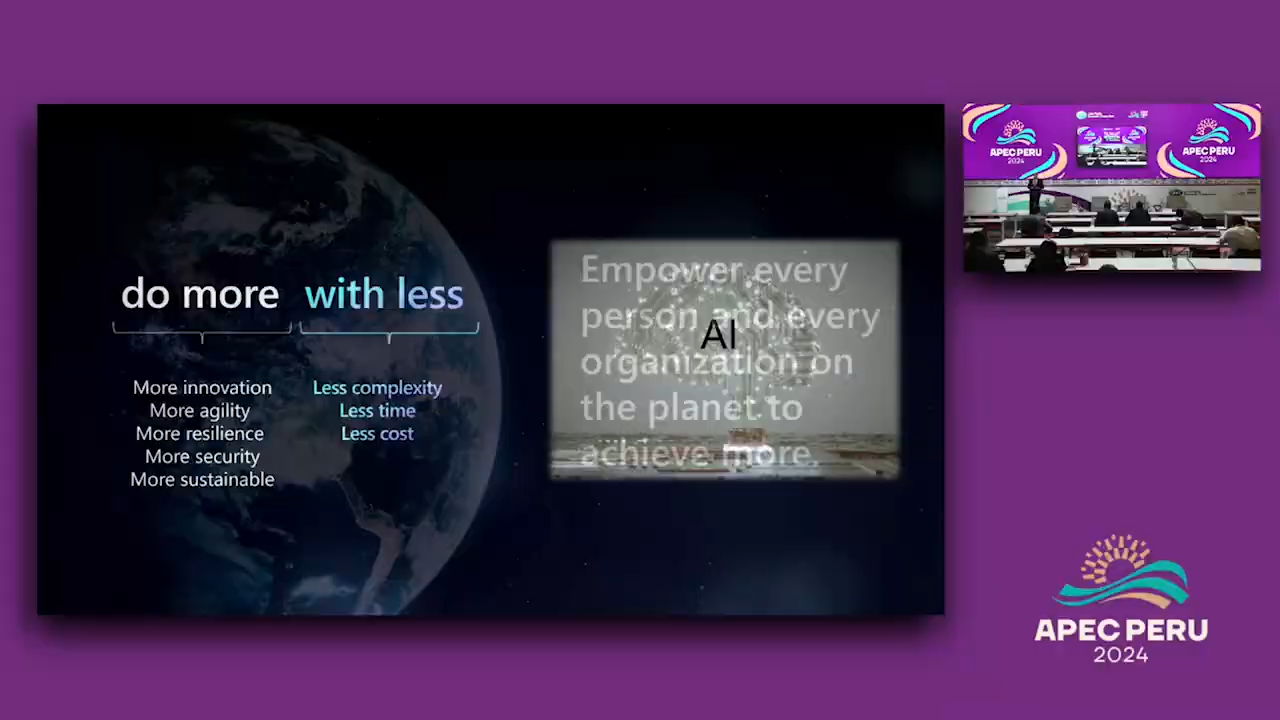 do more with less
More innovation
More agility
More resilience
More security
More sustainable
Less complexity
Less time
Less cost
Empower every
person and every
organization on
the planet to
achieve more.
AI
APEC PERU
2024
APEC PERU
2024
APEC PERU
2024